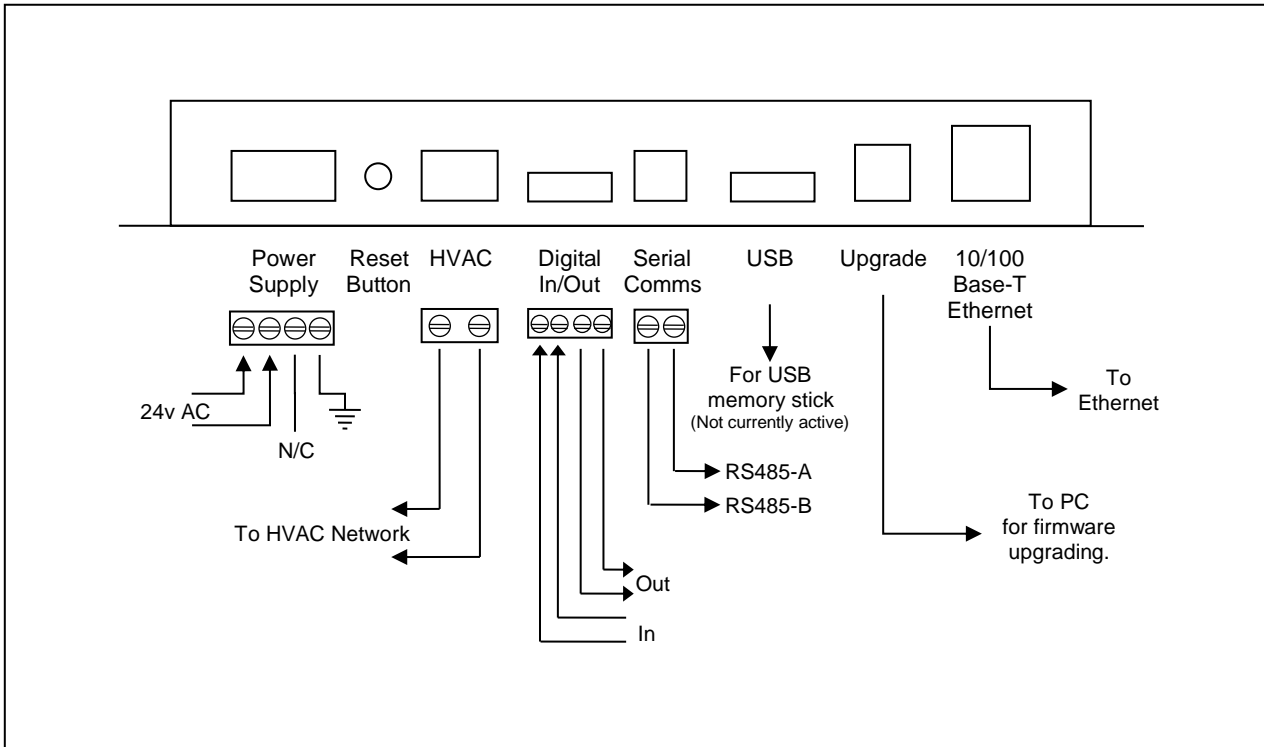 Power
Supply
Reset
Button
HVAC
Digital
In/Out
Serial
Comms
USB
Upgrade
10/100
Base-T
Ethernet
24v AC
N/C
To HVAC Network
For USB
memory stick
(Not currently active)
RS485-A
RS485-B
Out
In
To
Ethernet
To PC
for firmware
upgrading.